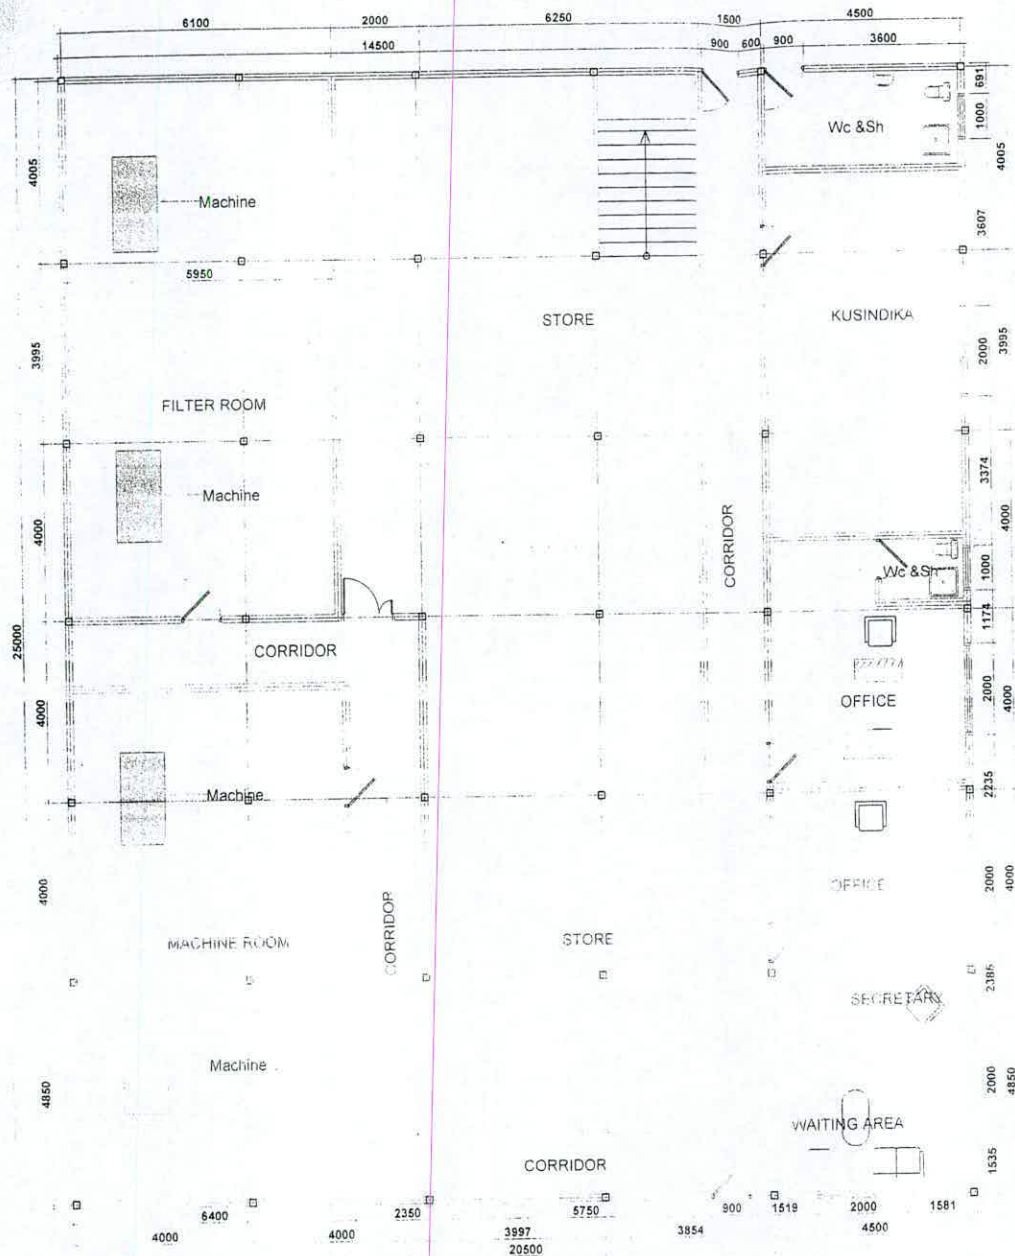 6100 2000 6250 1500 4500
14500 900 600 900 3600
691
1000
Wc &Sh
4005
4005
Machine
3607
5950
STORE
KUSINDIKA
3995
2000
3995
FILTER ROOM
3374
Machine
4000
CORRIDOR
4000
Wc &Sh
1000
1174
25000
CORRIDOR
OFFICE
2000
4000
4000
Machine
2235
OFFICE
4000
2000
4000
CORRIDOR
STORE
MACHINE ROOM
2385
SECRETARY
Machine
4850
2000
4850
WAITING AREA
CORRIDOR
1535
6400 2350 5750 900 1519 2000 1581
4000 4000 3997 3854 4500
20500